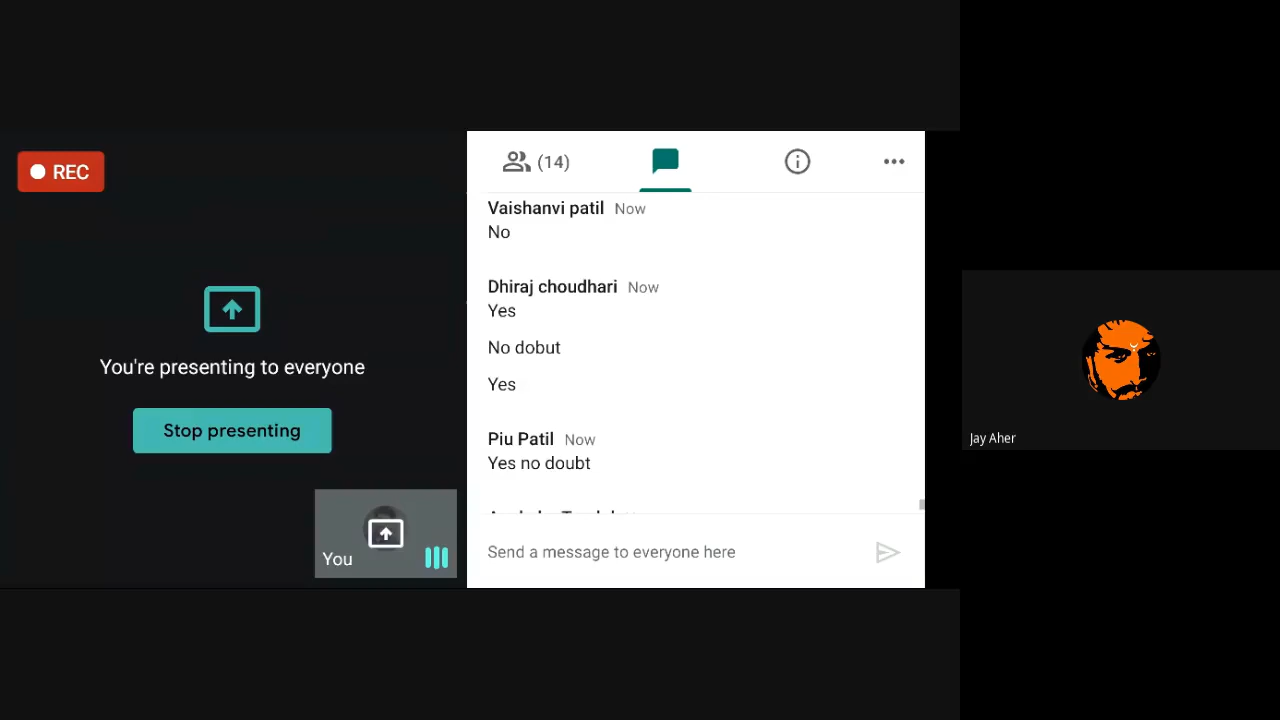 REC
You're presenting to everyone
Stop presenting
You
(14)
Vaishanvi patil Now
No
Dhiraj choudhari Now
Yes
No dobut
Yes
Piu Patil Now
Yes no doubt
Send a message to everyone here
Jay Aher